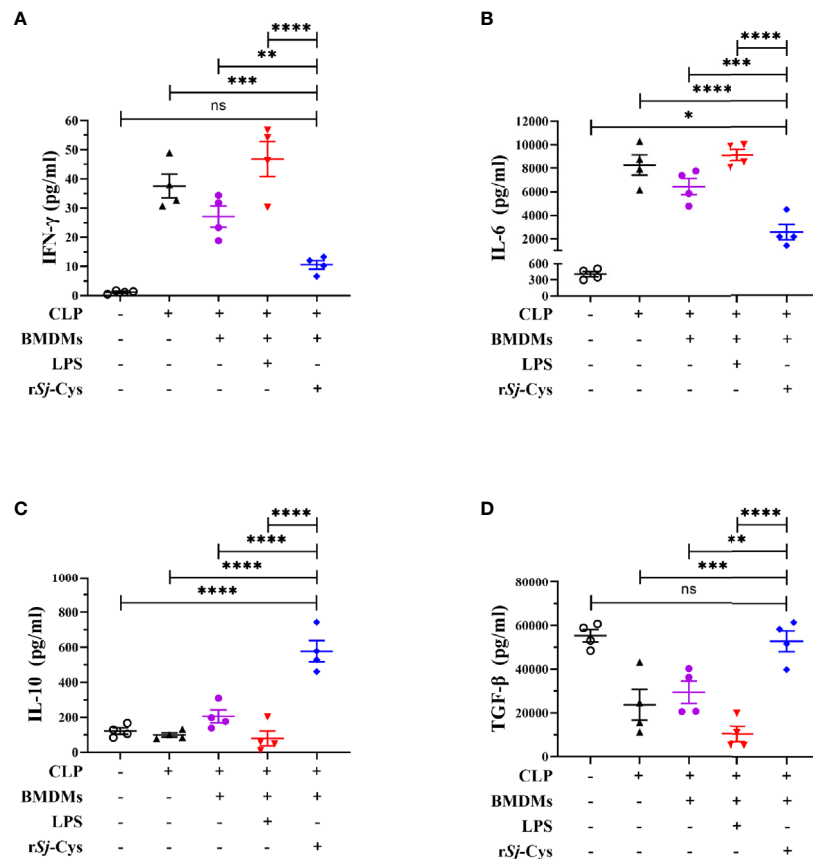 A
****
**
***
ns
IFN-γ (pg/ml)
60
50
40
30
20
10
0
CLP - + + + +
BMDMs - - + + +
LPS - - - + -
rSj-Cys - - - - +
B
****
***
****
*
IL-6 (pg/ml)
12000
10000
8000
6000
4000
2000
600
300
0
CLP - + + + +
BMDMs - - + + +
LPS - - - + -
rSj-Cys - - - - +
C
****
****
****
****
IL-10 (pg/ml)
1000
800
600
400
200
0
CLP - + + + +
BMDMs - - + + +
LPS - - - + -
rSj-Cys - - - - +
D
****
**
***
ns
TGF-β (pg/ml)
80000
60000
40000
20000
0
CLP - + + + +
BMDMs - - + + +
LPS - - - + -
rSj-Cys - - - - +